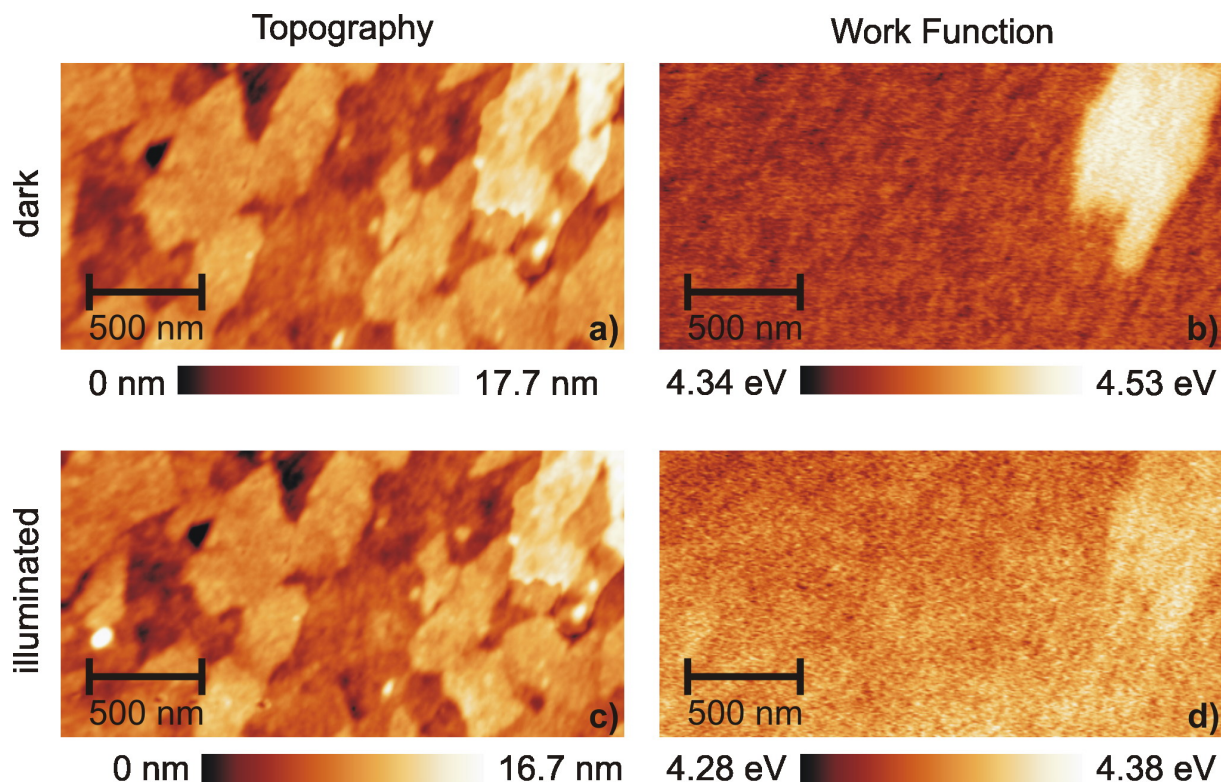 Topography
Work Function
dark
500 nm
a)
500 nm
b)
0 nm
17.7 nm
4.34 eV
4.53 eV
illuminated
500 nm
c)
500 nm
d)
0 nm
16.7 nm
4.28 eV
4.38 eV